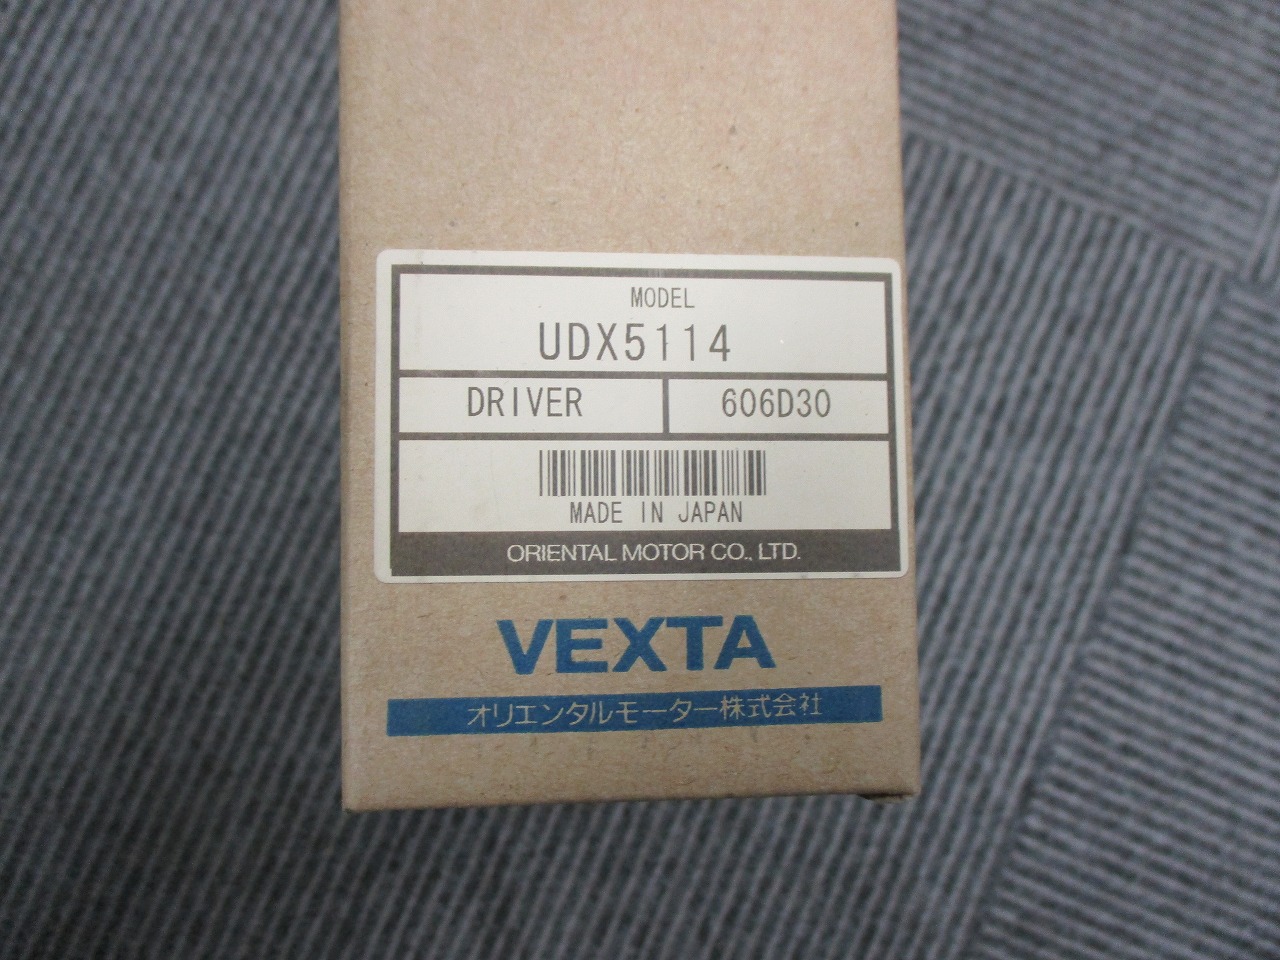 MODEL
UDX5114
DRIVER 606D30
MADE IN JAPAN
ORIENTAL MOTOR CO., LTD.
VEXTA
オリエンタルモーター株式会社